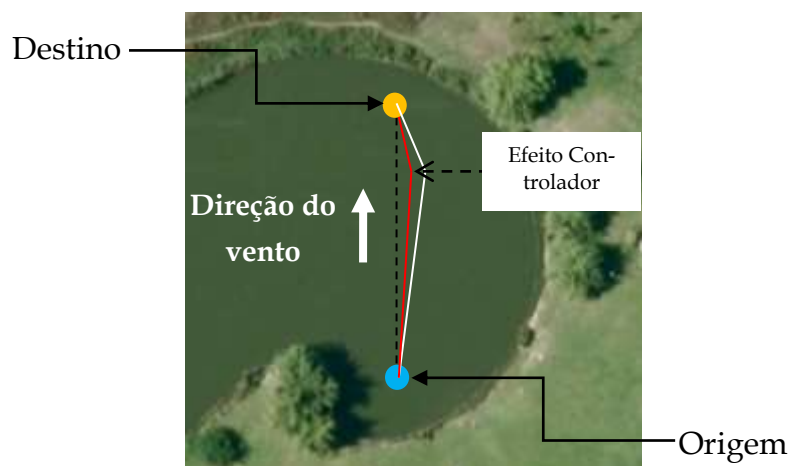 Destino
Efeito Con-
trolador
Direção do
vento
Origem